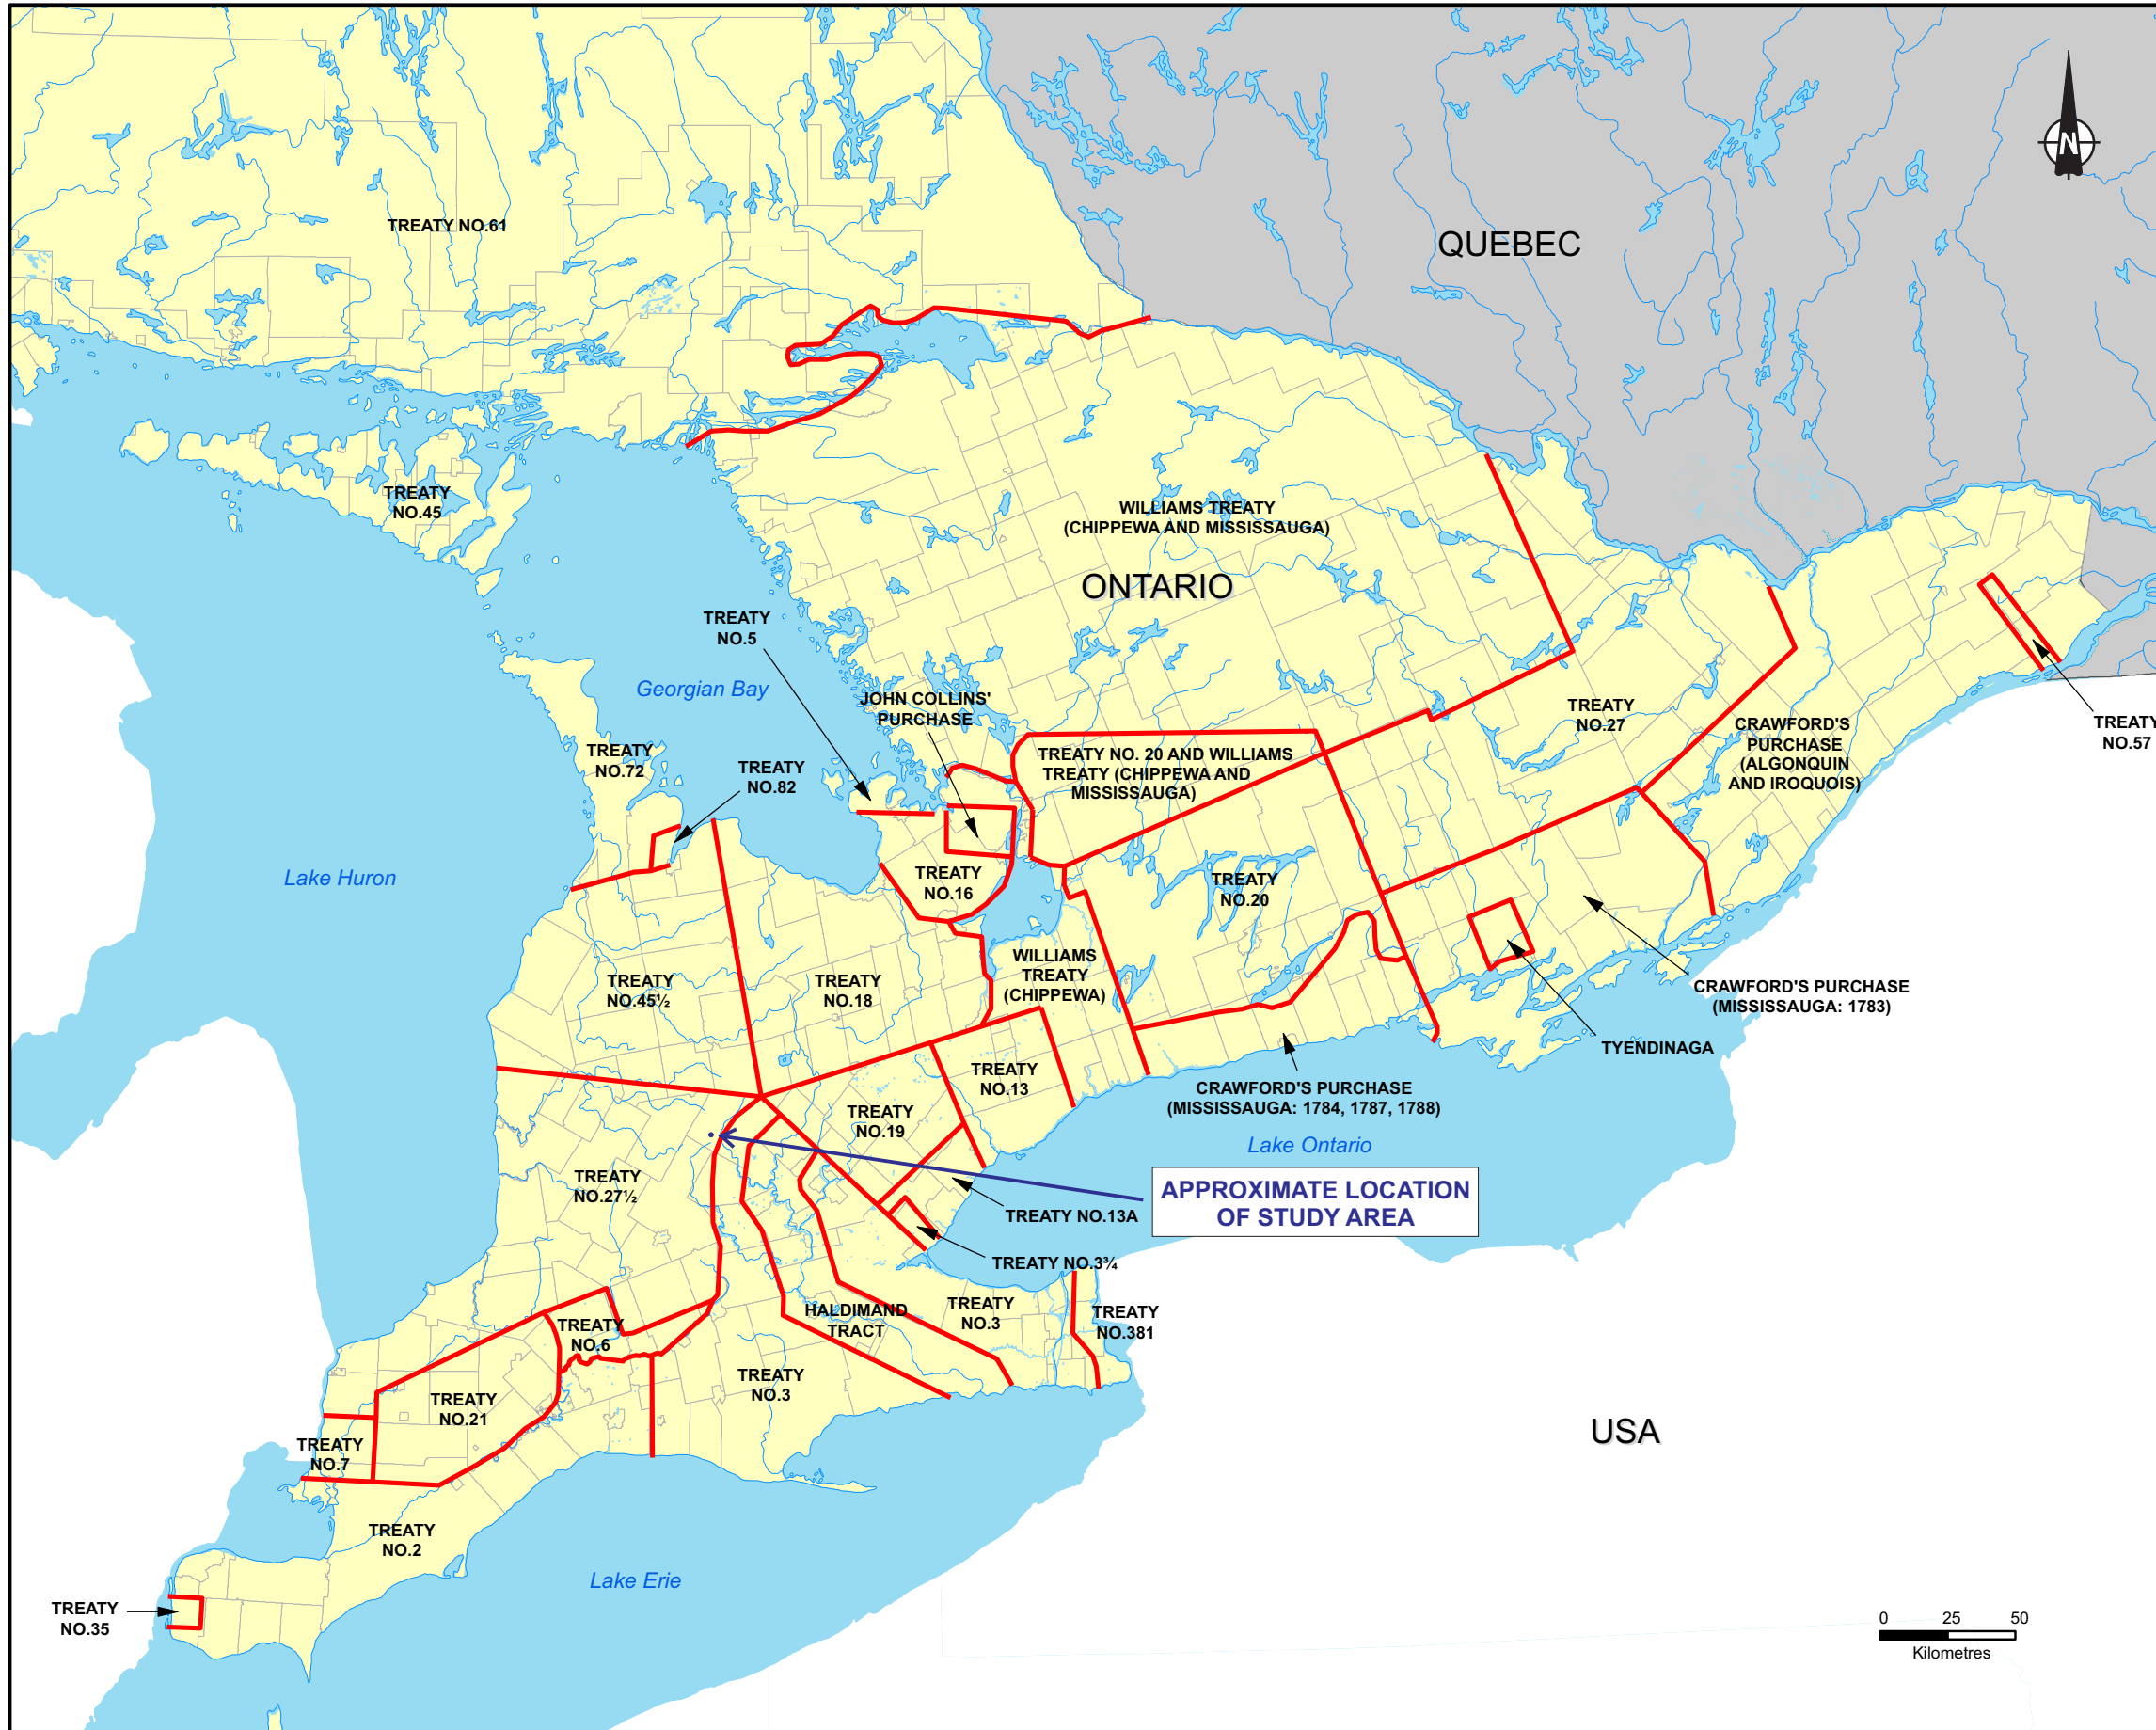 N
TREATY NO.61
QUEBEC
TREATY
NO.45
WILLIAMS TREATY
(CHIPPEWA AND MISSISSAUGA)
ONTARIO
TREATY
NO.5
Georgian Bay
JOHN COLLINS'
PURCHASE
TREATY
NO.27
CRAWFORD'S
PURCHASE
(ALGONQUIN
AND IROQUOIS)
TREATY
NO.57
TREATY
NO.72
TREATY
NO.82
TREATY NO. 20 AND WILLIAMS
TREATY (CHIPPEWA AND
MISSISSAUGA)
Lake Huron
TREATY
NO.16
TREATY
NO.20
TREATY
NO.45½
TREATY
NO.18
WILLIAMS
TREATY
(CHIPPEWA)
CRAWFORD'S PURCHASE
(MISSISSAUGA: 1783)
TYENDINAGA
TREATY
NO.13
CRAWFORD'S PURCHASE
(MISSISSAUGA: 1784, 1787, 1788)
TREATY
NO.19
Lake Ontario
TREATY
NO.27½
APPROXIMATE LOCATION
OF STUDY AREA
TREATY NO.13A
TREATY NO.3¾
HALDIMAND
TRACT
TREATY
NO.3
TREATY
NO.381
TREATY
NO.6
TREATY
NO.3
TREATY
NO.21
TREATY
NO.7
USA
TREATY
NO.2
Lake Erie
TREATY
NO.35
0 25 50
Kilometres